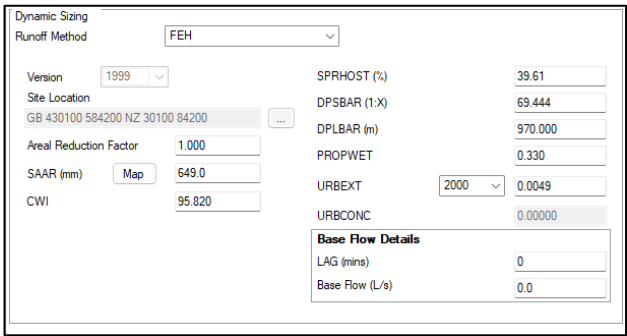 Dynamic Sizing
Runoff Method FEH
Version 1999
Site Location
GB 430100 584200 NZ 30100 84200 ...
Areal Reduction Factor 1.000
SAAR (mm) Map 649.0
CWI 95.820
SPRHOST (%) 39.61
DPSBAR (1:X) 69.444
DPLBAR (m) 970.000
PROPWET 0.330
URBEXT 2000 0.0049
URBCONC 0.00000
Base Flow Details
LAG (mins) 0
Base Flow (L/s) 0.0